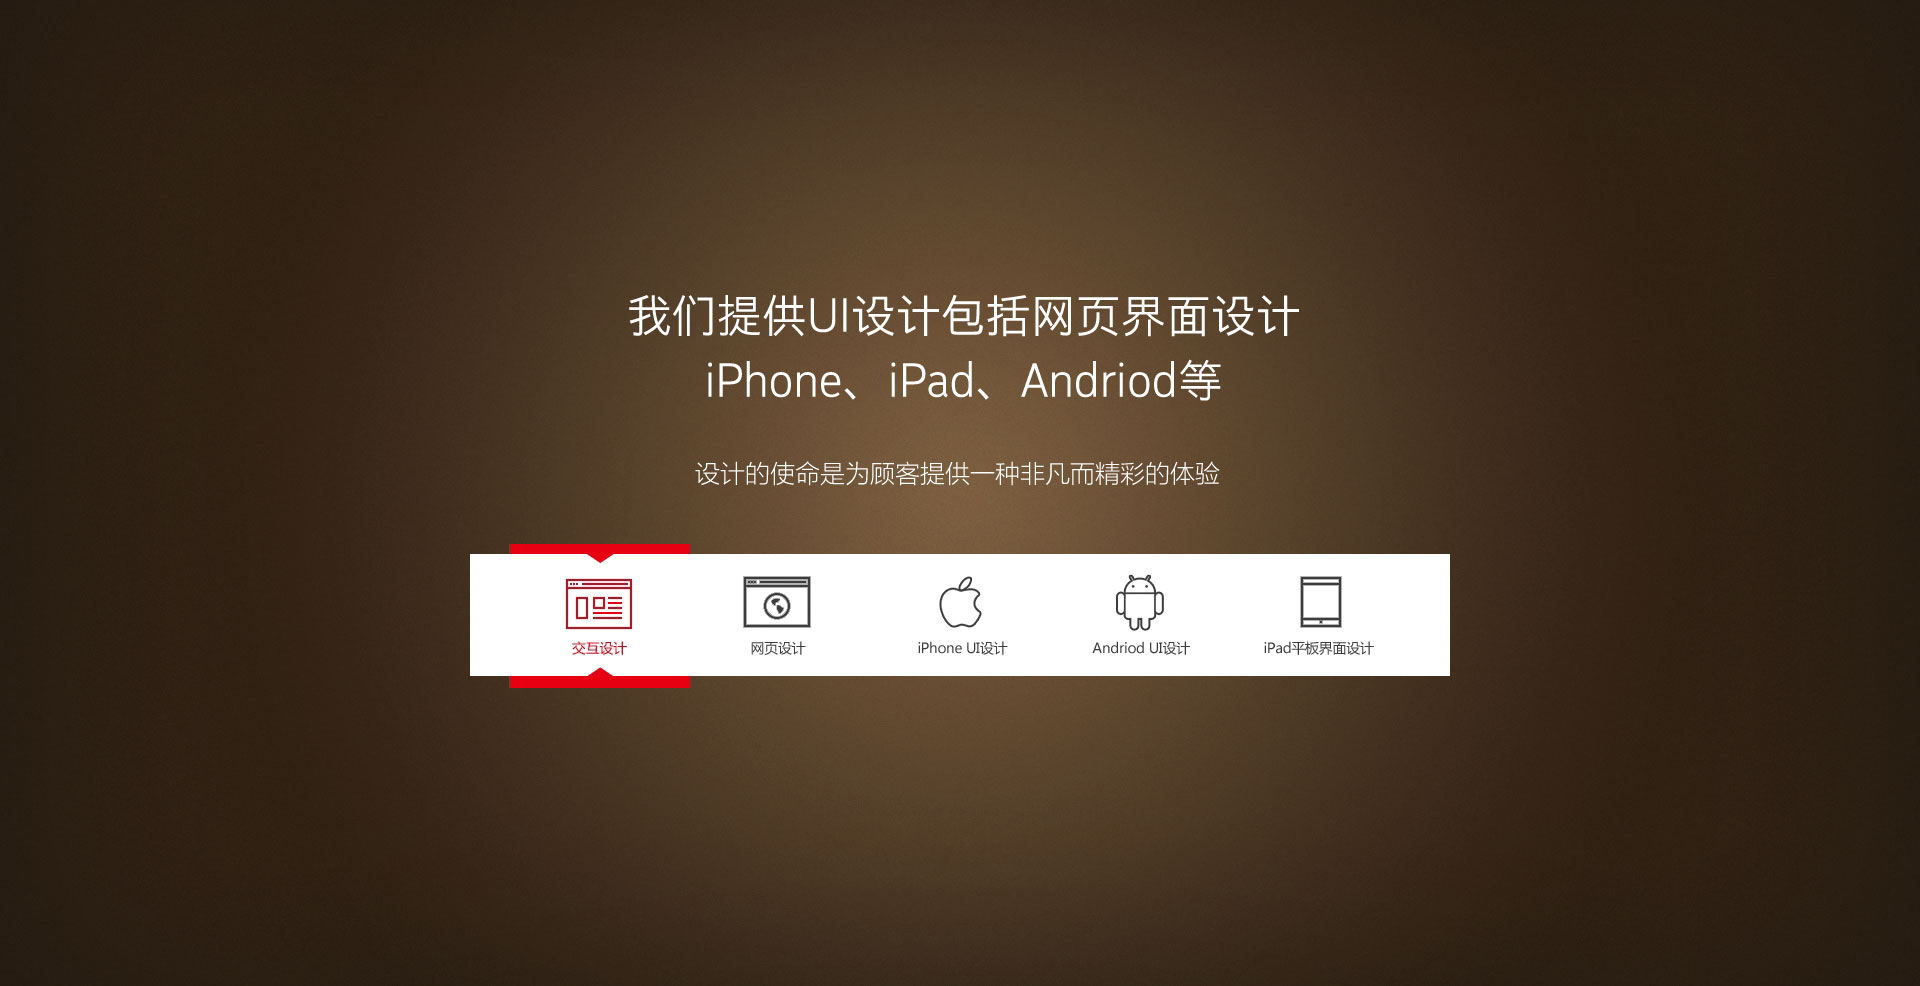 我们提供UI设计包括网页界面设计
iPhone、iPad、Andriod等
设计的使命是为顾客提供一种非凡而精彩的体验
交互设计
网页设计
iPhone UI设计
Andriod UI设计
iPad平板界面设计